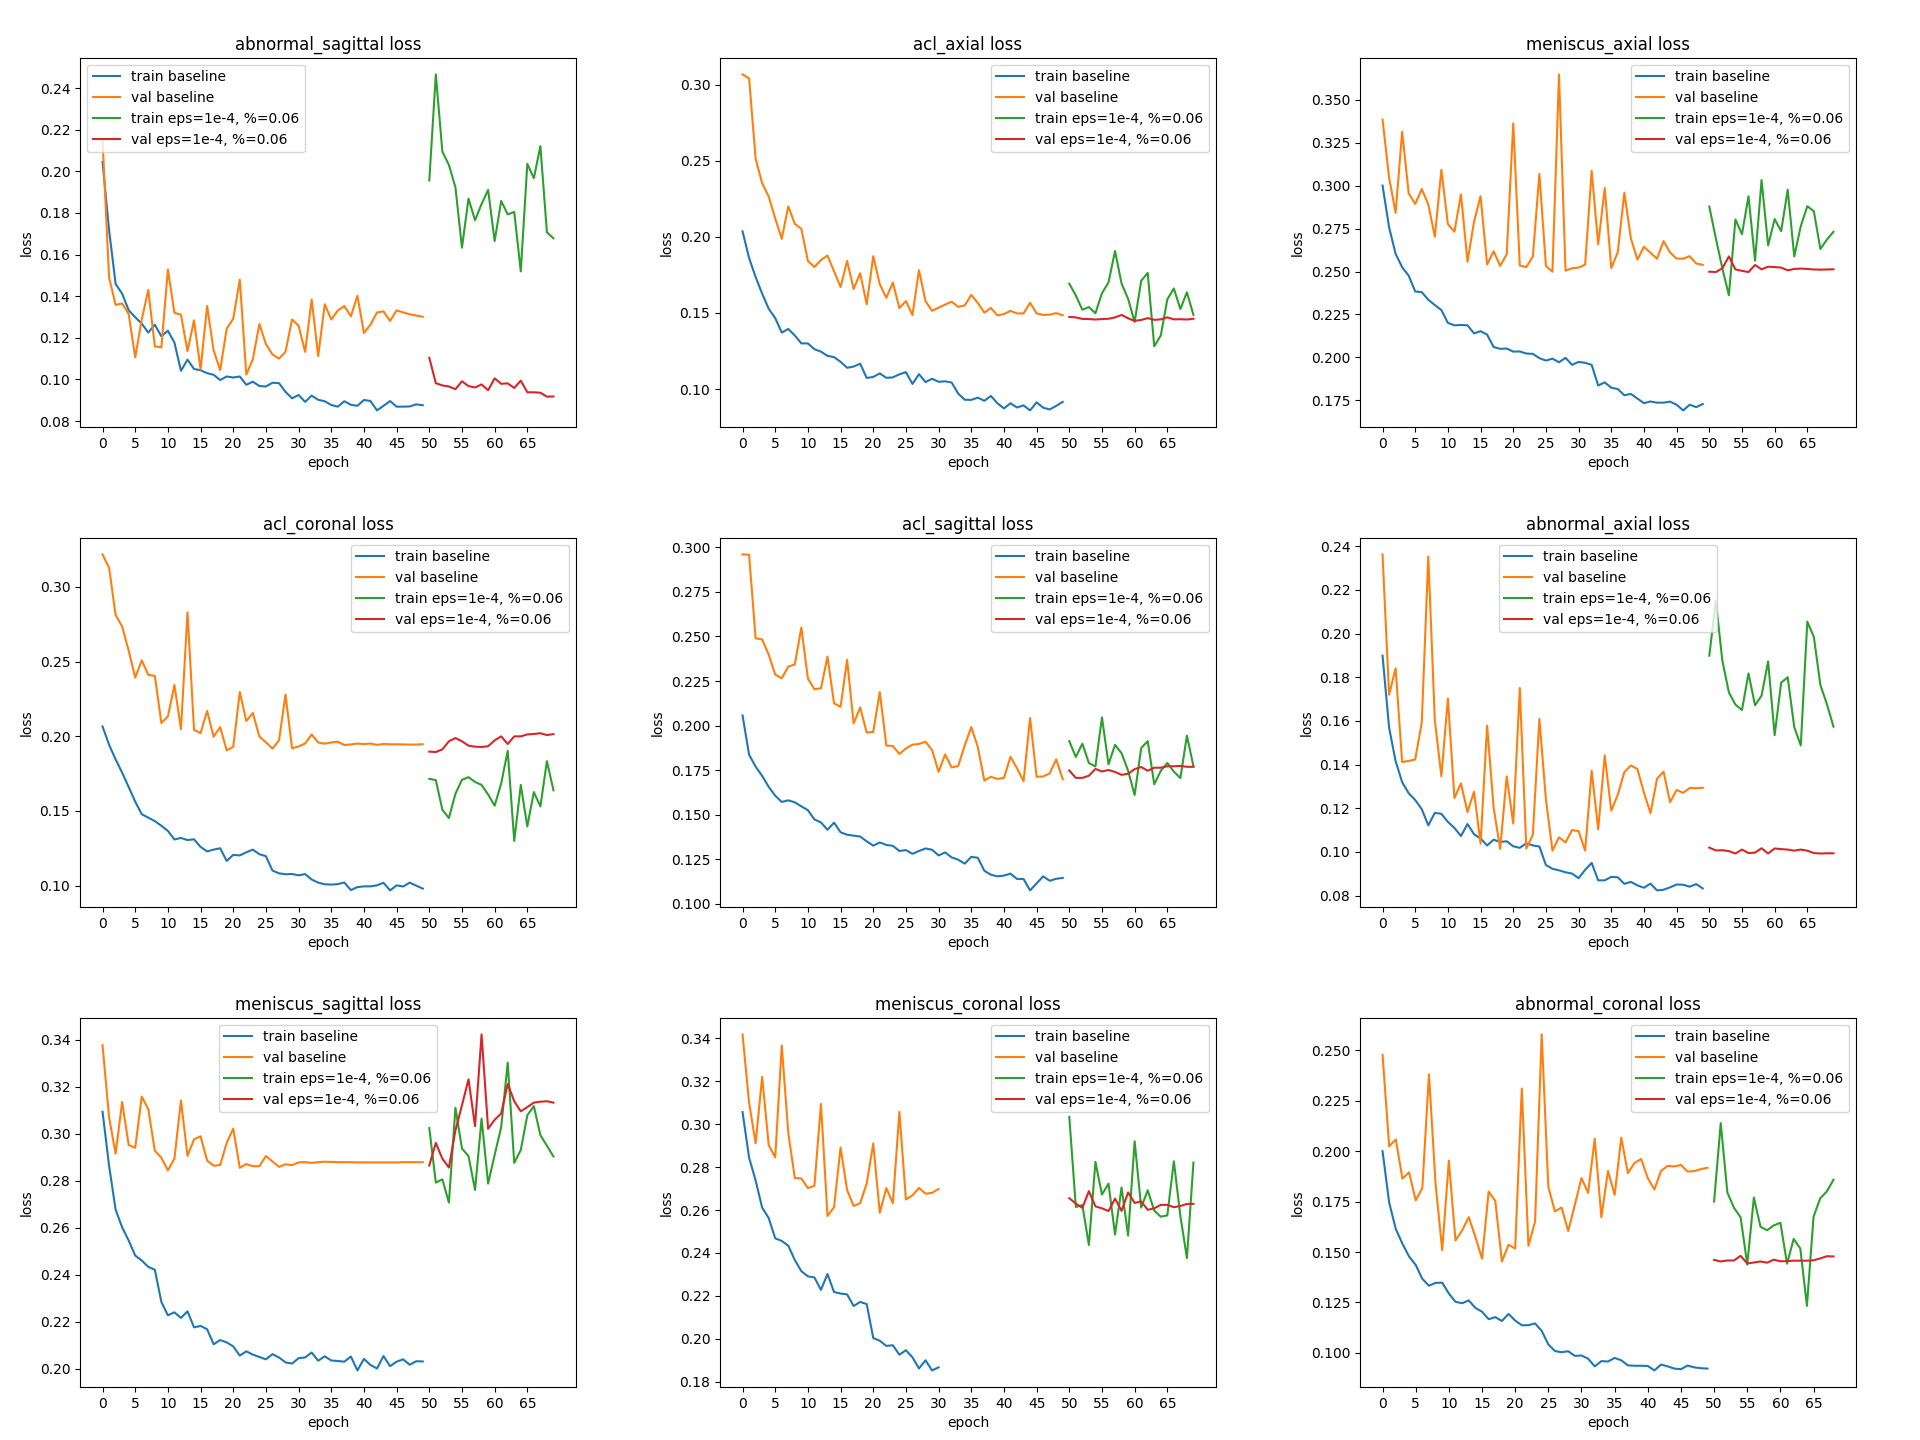 abnormal_sagittal loss
train baseline
val baseline
train eps=1e-4, %=0.06
val eps=1e-4, %=0.06
0.24
0.22
0.20
0.18
0.16
0.14
0.12
0.10
0.08
loss
0 5 10 15 20 25 30 35 40 45 50 55 60 65
epoch
acl_axial loss
train baseline
val baseline
train eps=1e-4, %=0.06
val eps=1e-4, %=0.06
0.30
0.25
0.20
0.15
0.10
loss
0 5 10 15 20 25 30 35 40 45 50 55 60 65
epoch
meniscus_axial loss
train baseline
val baseline
train eps=1e-4, %=0.06
val eps=1e-4, %=0.06
0.350
0.325
0.300
0.275
0.250
0.225
0.200
0.175
loss
0 5 10 15 20 25 30 35 40 45 50 55 60 65
epoch
acl_coronal loss
train baseline
val baseline
train eps=1e-4, %=0.06
val eps=1e-4, %=0.06
0.30
0.25
0.20
0.15
0.10
loss
0 5 10 15 20 25 30 35 40 45 50 55 60 65
epoch
acl_sagittal loss
train baseline
val baseline
train eps=1e-4, %=0.06
val eps=1e-4, %=0.06
0.300
0.275
0.250
0.225
0.200
0.175
0.150
0.125
0.100
loss
0 5 10 15 20 25 30 35 40 45 50 55 60 65
epoch
abnormal_axial loss
train baseline
val baseline
train eps=1e-4, %=0.06
val eps=1e-4, %=0.06
0.24
0.22
0.20
0.18
0.16
0.14
0.12
0.10
0.08
loss
0 5 10 15 20 25 30 35 40 45 50 55 60 65
epoch
meniscus_sagittal loss
train baseline
val baseline
train eps=1e-4, %=0.06
val eps=1e-4, %=0.06
0.34
0.32
0.30
0.28
0.26
0.24
0.22
0.20
loss
0 5 10 15 20 25 30 35 40 45 50 55 60 65
epoch
meniscus_coronal loss
train baseline
val baseline
train eps=1e-4, %=0.06
val eps=1e-4, %=0.06
0.34
0.32
0.30
0.28
0.26
0.24
0.22
0.20
0.18
loss
0 5 10 15 20 25 30 35 40 45 50 55 60 65
epoch
abnormal_coronal loss
train baseline
val baseline
train eps=1e-4, %=0.06
val eps=1e-4, %=0.06
0.250
0.225
0.200
0.175
0.150
0.125
0.100
loss
0 5 10 15 20 25 30 35 40 45 50 55 60 65
epoch